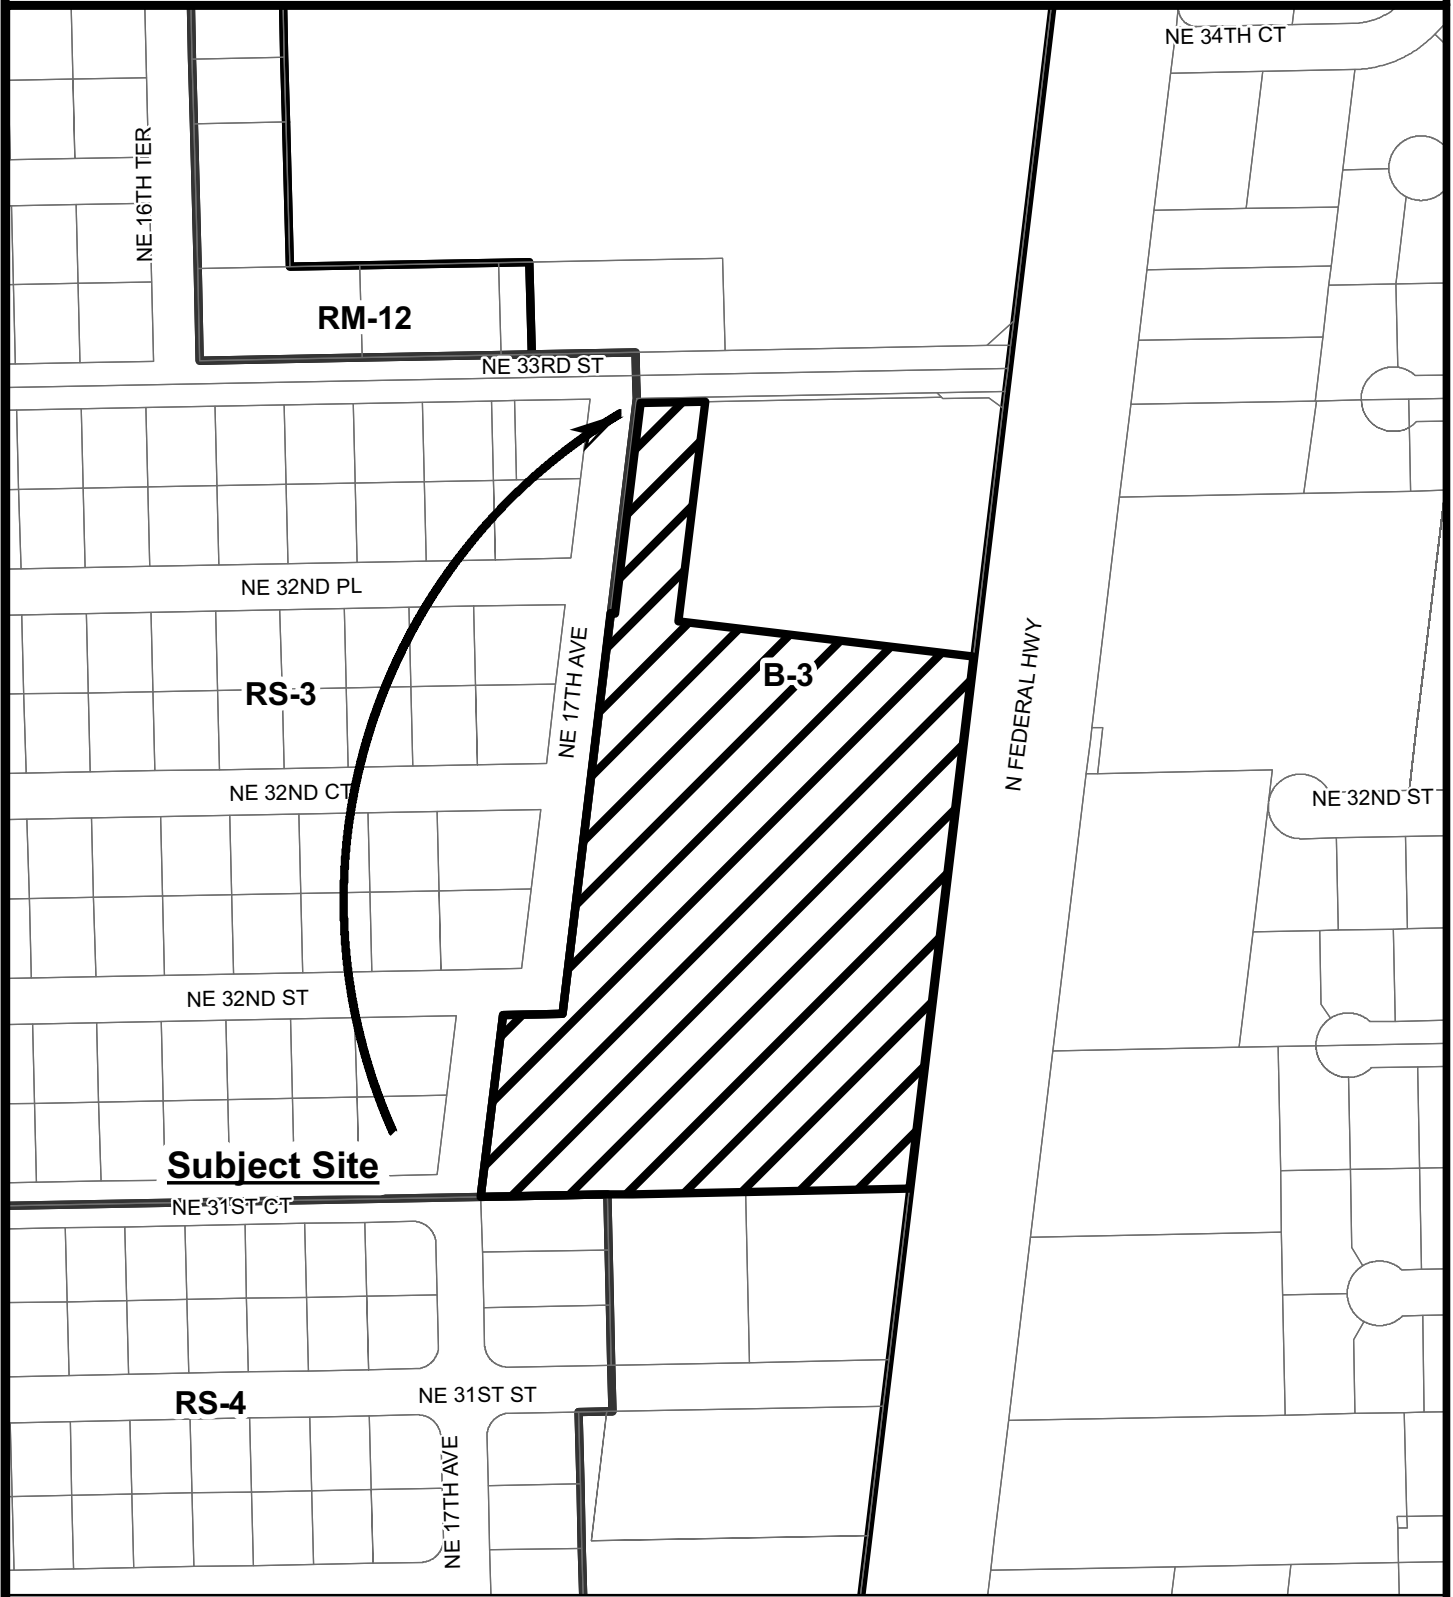 NE 34TH CT
NE 16TH TER
RM-12
NE 33RD ST
NE 32ND PL
RS-3
NE 17TH AVE
B-3
N FEDERAL HWY
NE 32ND CT
NE 32ND ST
NE 32ND ST
Subject Site
NE 31ST CT
RS-4
NE 31ST ST
NE 17TH AVE